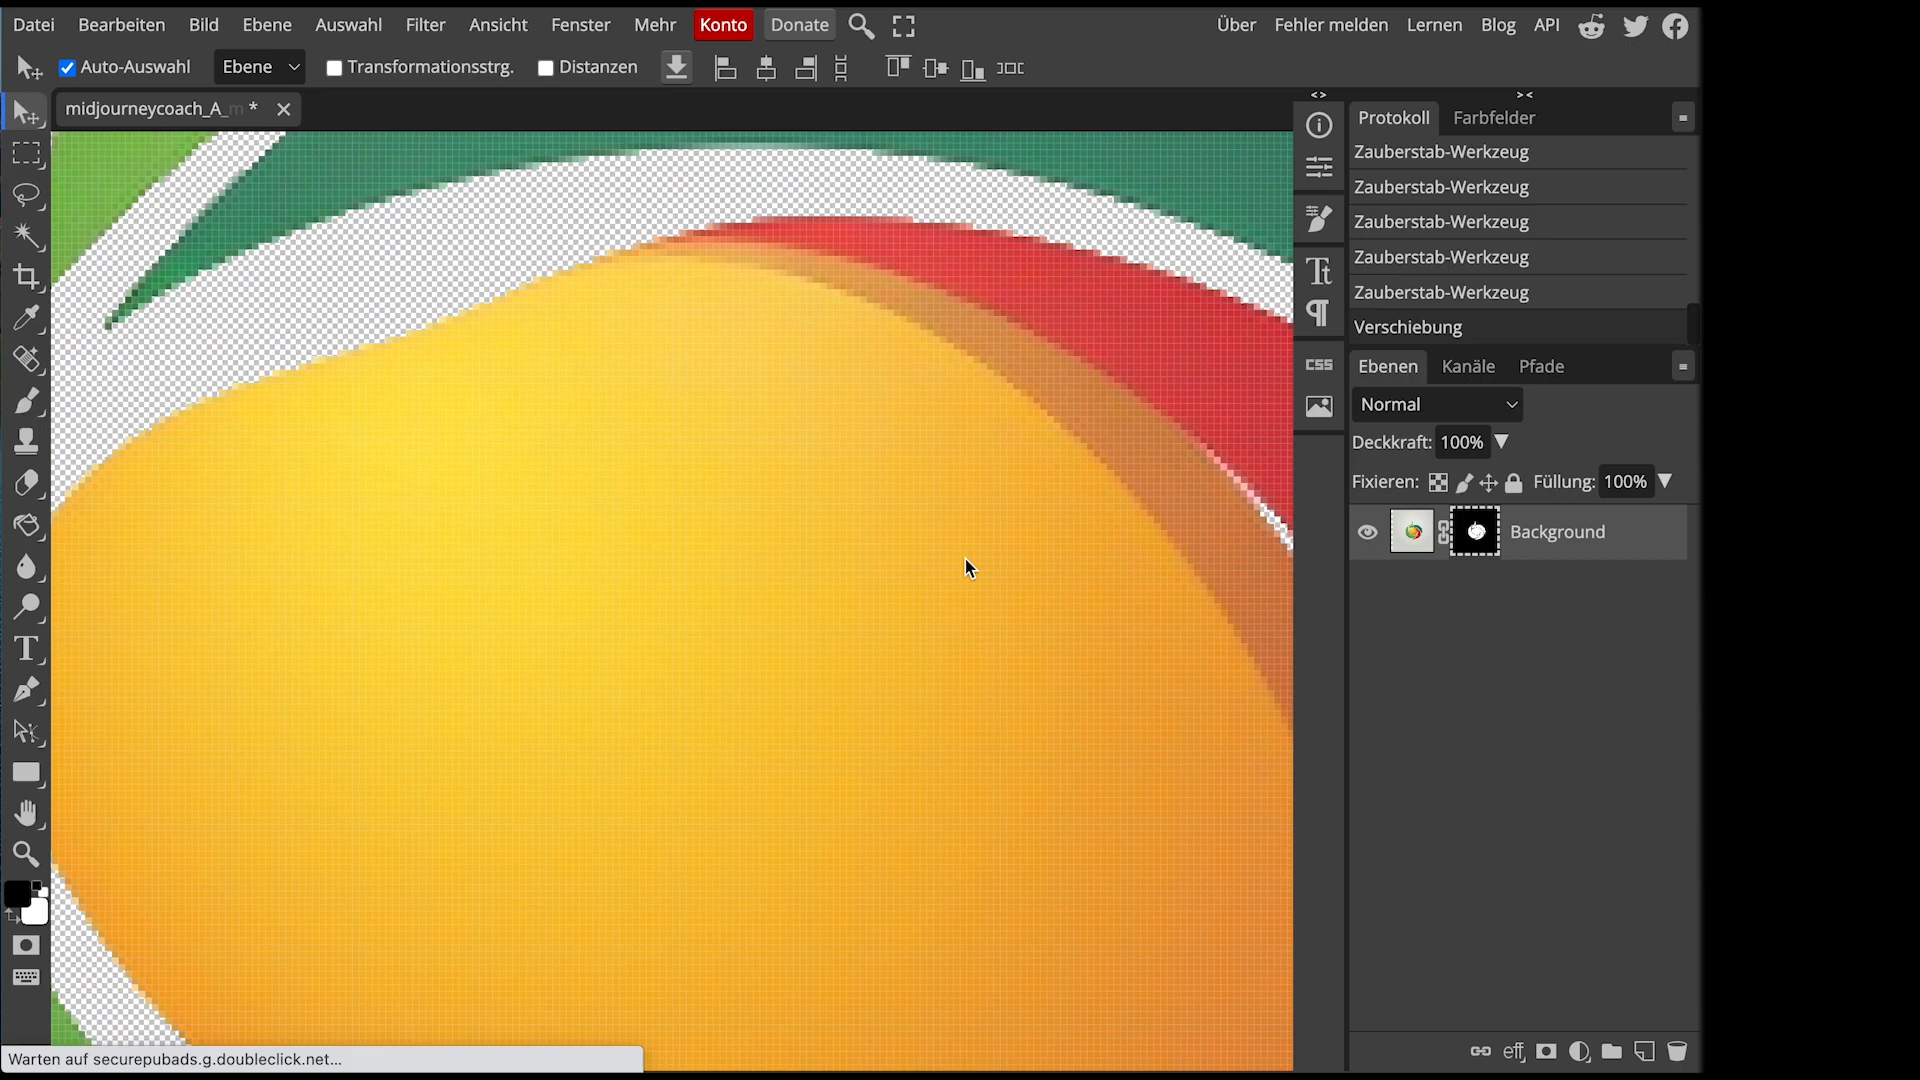 Datei Bearbeiten Bild Ebene Auswahl Filter Ansicht Fenster Mehr Konto Donate Über Fehler melden Lernen Blog API
Auto-Auswahl Ebene Transformationsstrg. Distanzen
midjourneycoach_A_m *
< >
> <
Protokoll Farbfelder
Zauberstab-Werkzeug
Zauberstab-Werkzeug
Zauberstab-Werkzeug
Zauberstab-Werkzeug
Zauberstab-Werkzeug
Verschiebung
CSS
Ebenen Kanäle Pfade
Normal
Deckkraft: 100%
Fixieren: Füllung: 100%
Background
eff
Warten auf securepubads.g.doubleclick.net...